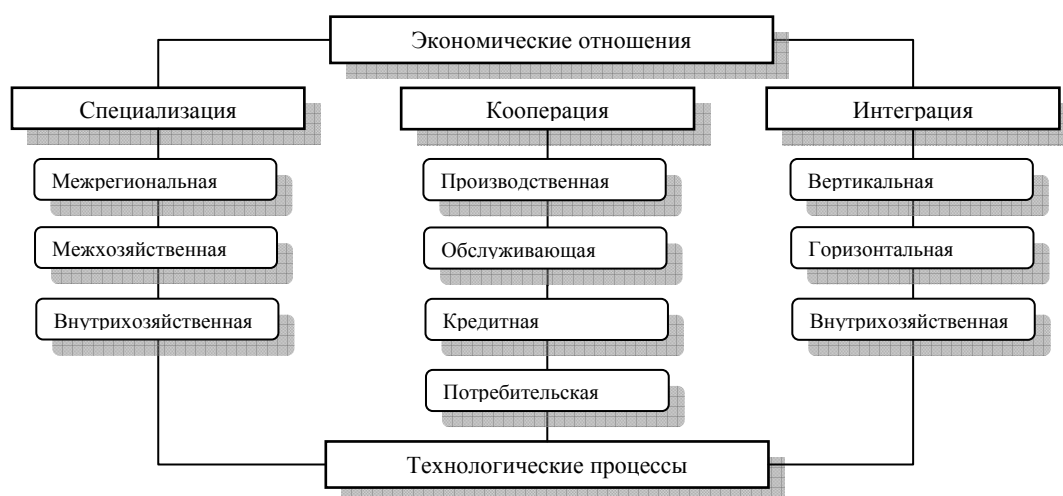 Экономические отношения
Специализация
Кооперация
Интеграция
Межрегиональная
Производственная
Вертикальная
Межхозяйственная
Обслуживающая
Горизонтальная
Внутрихозяйственная
Кредитная
Внутрихозяйственная
Потребительская
Технологические процессы